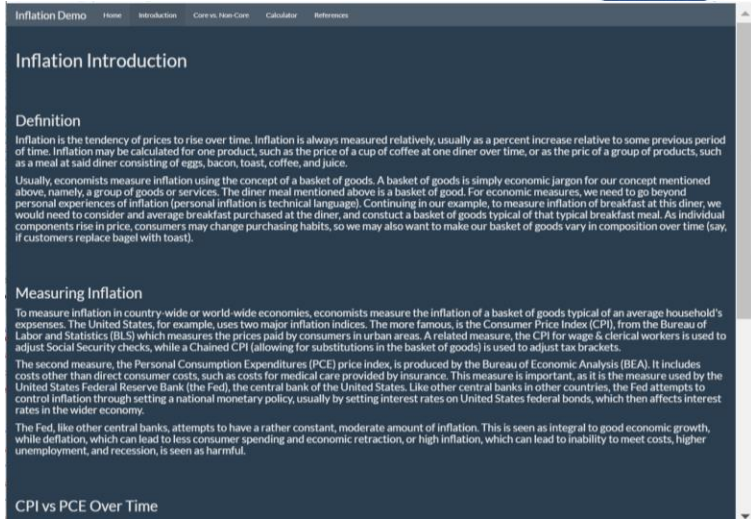 Inflation Demo Home Introduction Core vs. Non-Core Calculator References
Inflation Introduction
Definition
Inflation is the tendency of prices to rise over time. Inflation is always measured relatively, usually as a percent increase relative to some previous period
of time. Inflation may be calculated for one product, such as the price of a cup of coffee at one diner over time, or as the pric of a group of products, such
as a meal at said diner consisting of eggs, bacon, toast, coffee, and juice.
Usually, economists measure inflation using the concept of a basket of goods. A basket of goods is simply economic jargon for our concept mentioned
above, namely, a group of goods or services. The diner meal mentioned above is a basket of good. For economic measures, we need to go beyond
personal experiences of inflation (personal inflation is technical language). Continuing in our example, to measure inflation of breakfast at this diner, we
would need to consider and average breakfast purchased at the diner, and constuct a basket of goods typical of that typical breakfast meal. As individual
components rise in price, consumers may change purchasing habits, so we may also want to make our basket of goods vary in composition over time (say,
if customers replace bagel with toast).
Measuring Inflation
To measure inflation in country-wide or world-wide economies, economists measure the inflation of a basket of goods typical of an average household's
expsenses. The United States, for example, uses two major inflation indices. The more famous, is the Consumer Price Index (CPI), from the Bureau of
Labor and Statistics (BLS) which measures the prices paid by consumers in urban areas. A related measure, the CPI for wage & clerical workers is used to
adjust Social Security checks, while a Chained CPI (allowing for substitutions in the basket of goods) is used to adjust tax brackets.
The second measure, the Personal Consumption Expenditures (PCE) price index, is produced by the Bureau of Economic Analysis (BEA). It includes
costs other than direct consumer costs, such as costs for medical care provided by insurance. This measure is important, as it is the measure used by the
United States Federal Reserve Bank (the Fed), the central bank of the United States. Like other central banks in other countries, the Fed attempts to
control inflation through setting a national monetary policy, usually by setting interest rates on United States federal bonds, which then affects interest
rates in the wider economy.
The Fed, like other central banks, attempts to have a rather constant, moderate amount of inflation. This is seen as integral to good economic growth,
while deflation, which can lead to less consumer spending and economic retraction, or high inflation, which can lead to inability to meet costs, higher
unemployment, and recession, is seen as harmful.
CPI vs PCE Over Time